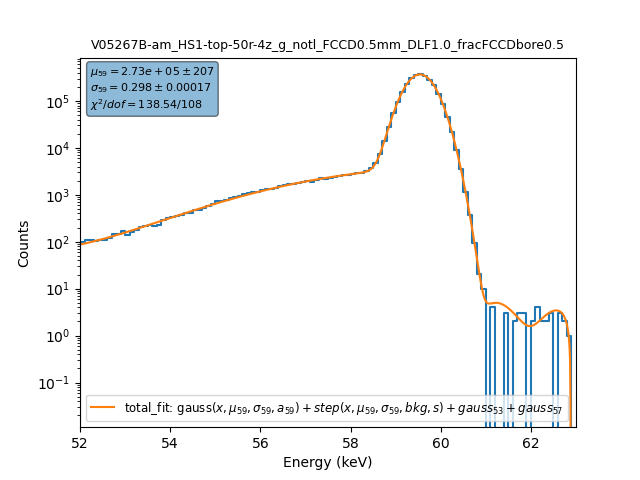 V05267B-am_HS1-top-50r-4z_g_notl_FCCD0.5mm_DLF1.0_fracFCCDbore0.5
μ₅₉ = 2.73e + 05 ± 207
σ₅₉ = 0.298 ± 0.00017
χ²/dof = 138.54/108
10⁵
10⁴
10³
10²
10¹
10⁰
10⁻¹
Counts
total_fit: gauss(x, μ₅₉, σ₅₉, a₅₉) + step(x, μ₅₉, σ₅₉, bkg, s) + gauss₅₃ + gauss₅₇
52 54 56 58 60 62
Energy (keV)